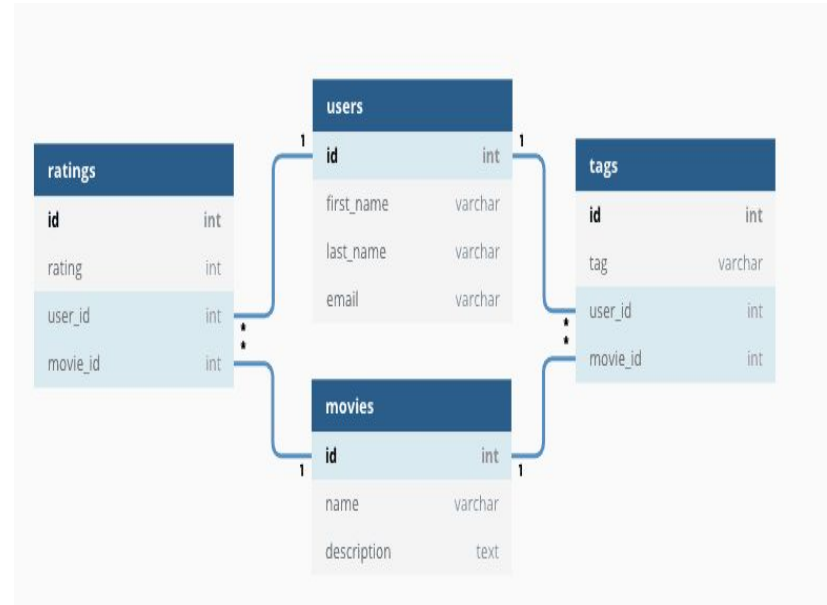 users
1
id int
1
first_name varchar
last_name varchar
email varchar
ratings
id int
rating int
user_id int
*
movie_id int
*
tags
id int
tag varchar
user_id int
*
movie_id int
*
movies
id int
1
1
name varchar
description text